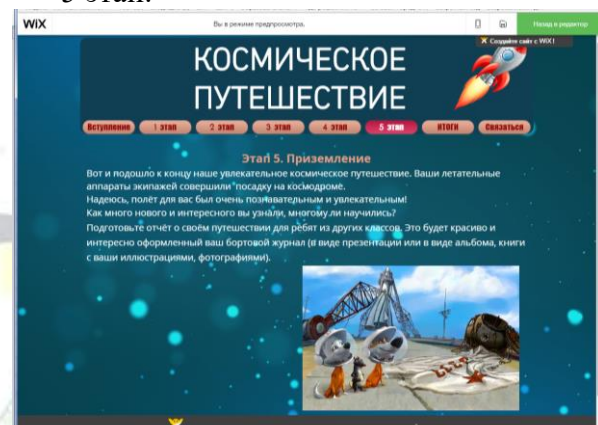 5 этап.
WiX
Вы в режиме предпросмотра.
Назад в редактор
Создайте сайт с WIX!
КОСМИЧЕСКОЕ
ПУТЕШЕСТВИЕ
Вступление 1 этап 2 этап 3 этап 4 этап 5 этап ИТОГИ Связаться
Этап 5. Приземление
Вот и подошло к концу наше увлекательное космическое путешествие. Ваши летательные
аппараты экипажей совершили посадку на космодроме.
Надеюсь, полёт для вас был очень познавательным и увлекательным!
Как много нового и интересного вы узнали, многому ли научились?
Подготовьте отчёт о своём путешествии для ребят из других классов. Это будет красиво и
интересно оформленный ваш бортовой журнал (в виде презентации или в виде альбома, книги
с ваши иллюстрациями, фотографиями).
СССР